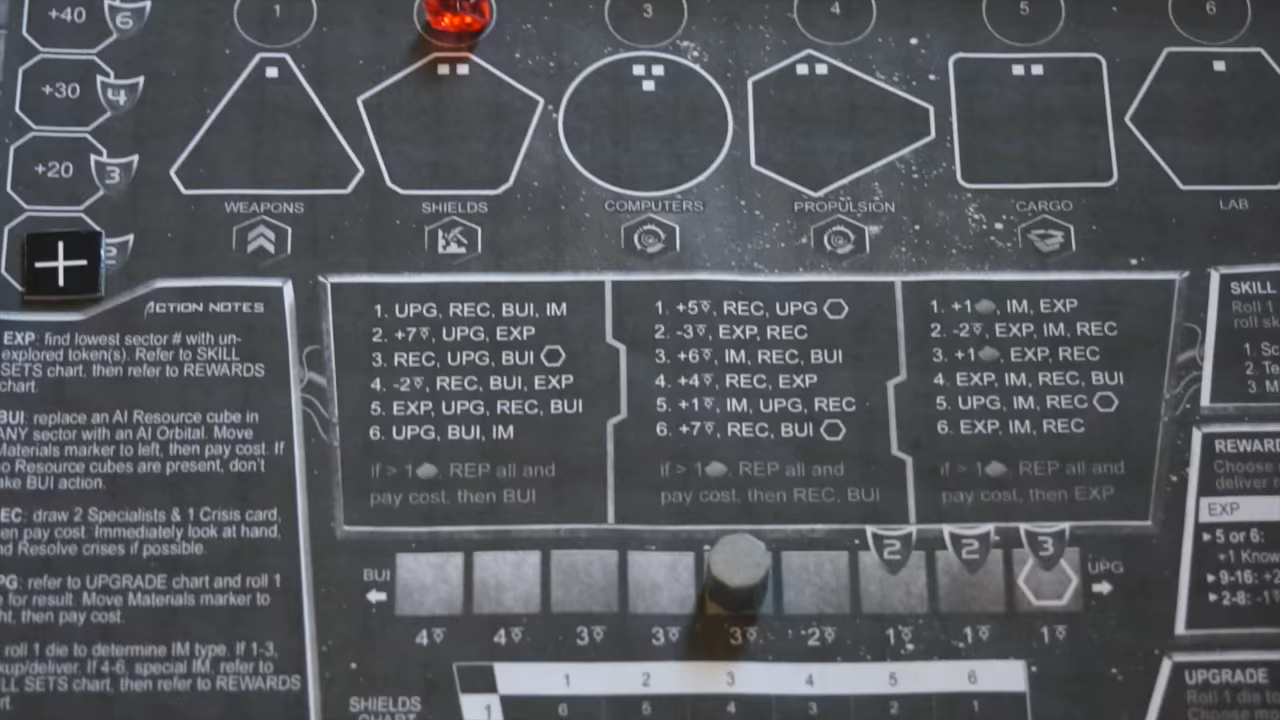 +40 6
1
3
4
5
6
+30 4
+20 3
WEAPONS
SHIELDS
COMPUTERS
PROPULSION
CARGO
LAB
ACTION NOTES
EXP: find lowest sector # with un-
explored token(s). Refer to SKILL
SETS chart, then refer to REWARDS
chart.
BUI: replace an AI Resource cube in
ANY sector with an AI Orbital. Move
Materials marker to left, then pay cost. If
Resource cubes are present, don't
BUI action.
draw 2 Specialists & 1 Crisis card,
pay cost. Immediately look at hand,
Resolve crises if possible.
refer to UPGRADE chart and roll 1
for result. Move Materials marker to
then pay cost.
roll 1 die to determine IM type. If 1-3,
If 4-6, special IM, refer to
SETS chart, then refer to REWARDS
1. UPG, REC, BUI, IM
2. +7, UPG, EXP
3. REC, UPG, BUI
4. -2, REC, BUI, EXP
5. EXP, UPG, REC, BUI
6. UPG, BUI, IM
if > 1, REP all and
pay cost, then BUI
1. +5, REC, UPG
2. -3, EXP, REC
3. +6, IM, REC, BUI
4. +4, REC, EXP
5. +1, IM, UPG, REC
6. +7, REC, BUI
if > 1, REP all and
pay cost, then REC, BUI
1. +1, IM, EXP
2. -2, EXP, IM, REC
3. +1, EXP, REC
4. EXP, IM, REC, BUI
5. UPG, IM, REC
6. EXP, IM, REC
if > 1, REP all and
pay cost, then EXP
SKILL
Roll 1
roll sk
1.
2.
3.
REWARD
Choose
deliver
EXP
5 or 6:
+1 Know
9-16:
2-8:
2 2 3
BUI
UPG
4 4 3 3 3 2 1 1 1
1 2 3 4 5 6
SHIELDS
CHART
1 6 5 4 3 2 1
UPGRADE
Roll 1 die to